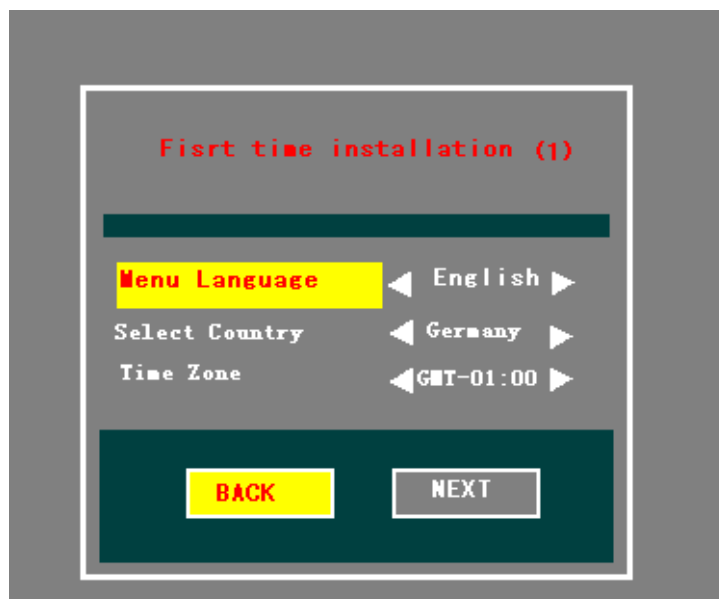 Fisrt time installation (1)
Menu Language English
Select Country Germany
Time Zone GMT-01:00
BACK NEXT